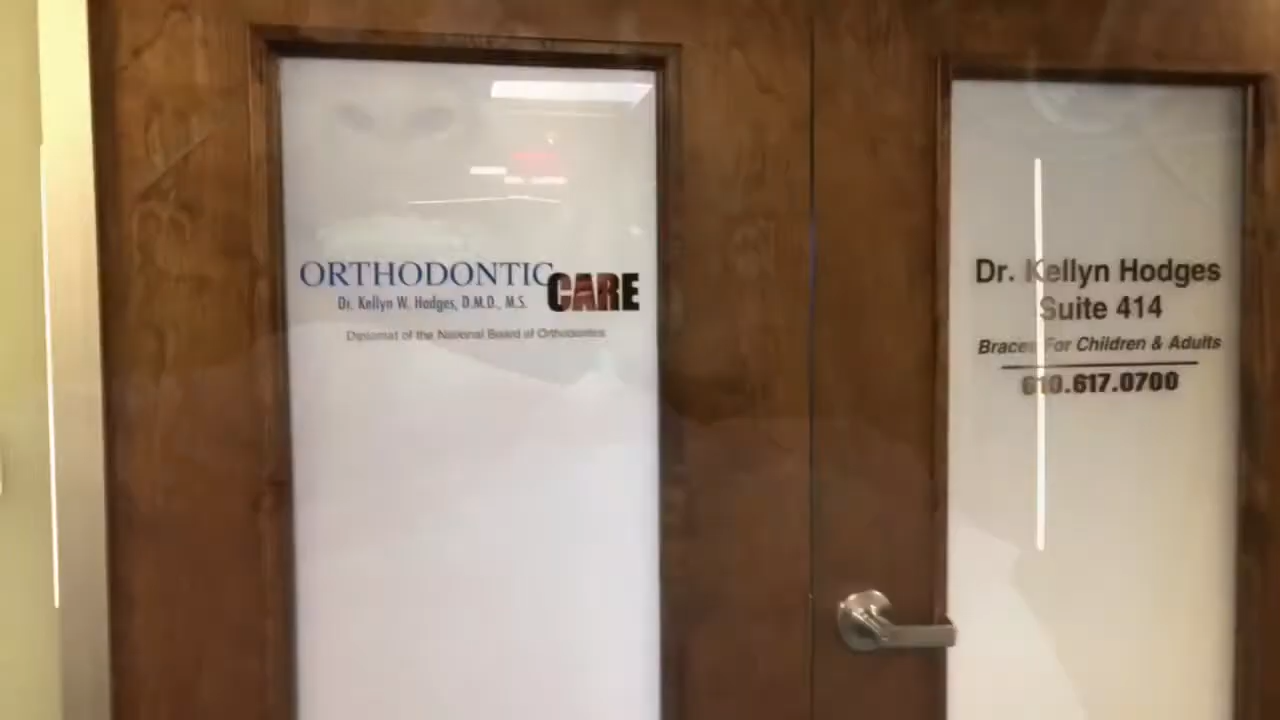 ORTHODONTIC CARE
Dr. Kellyn W. Hodges, D.M.D., M.S.
Diplomat of the National Board of Orthodontics
Dr. Kellyn Hodges
Suite 414
Braces For Children & Adults
610.617.0700